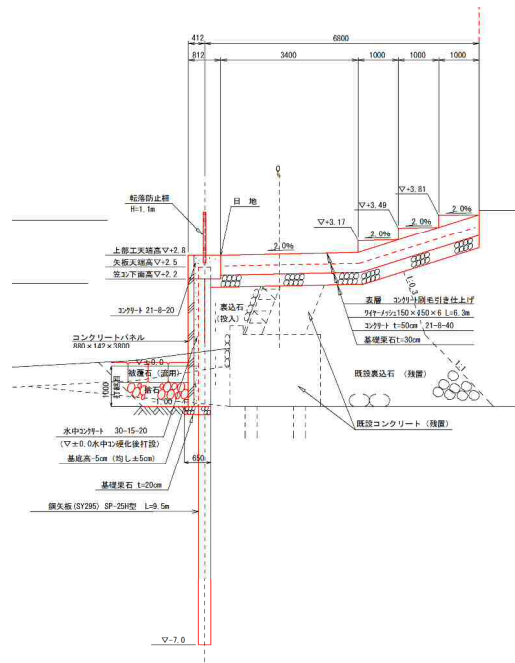 412
6800
812
3400
1000
1000
1000
転落防止柵
H=1.1m
目 地
▽+3.81
▽+3.49
▽+3.17
2.0%
2.0%
2.0%
2.0%
上部工天端高▽+2.8
矢板天端高▽+2.5
笠コン下面高▽+2.2
コンクリート 21-8-20
コンクリートパネル
880×142×3800
裏込石
(投入)
表層 コンクリート刷毛引き仕上げ
ワイヤーメッシュ150×φ50×6 L=6.3m
コンクリート t=50cm 21-8-40
基礎栗石t=30cm
1:0.3
▽±0.0
被覆石(流用)
捨石
1000
-1.00
既設裏込石 (残置)
既設コンクリート(残置)
水中コンクリート 30-15-20
(▽±0.0水中コン硬化後打設)
基底高-5cm (均し±5cm)
650
基礎栗石 t=20cm
鋼矢板(SY295) SP-25H型 L=9.5m
▽-7.0